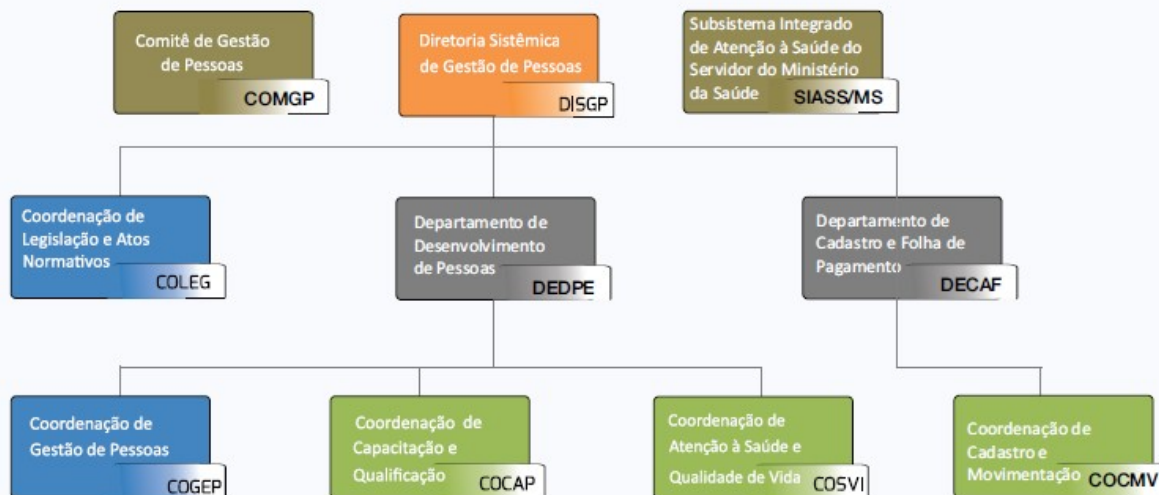 Comitê de Gestão
de Pessoas
COMGP
Diretoria Sistêmica
de Gestão de Pessoas
DISGP
Subsistema Integrado
de Atenção à Saúde do
Servidor do Ministério
da Saúde
SIASS/MS
Coordenação de
Legislação e Atos
Normativos
COLEG
Departamento de
Desenvolvimento
de Pessoas
DEDPE
Departamento de
Cadastro e Folha de
Pagamento
DECAF
Coordenação de
Gestão de Pessoas
COGEP
Coordenação de
Capacitação e
Qualificação
COCAP
Coordenação de
Atenção à Saúde e
Qualidade de Vida
COSVI
Coordenação de
Cadastro e
Movimentação
COCMV